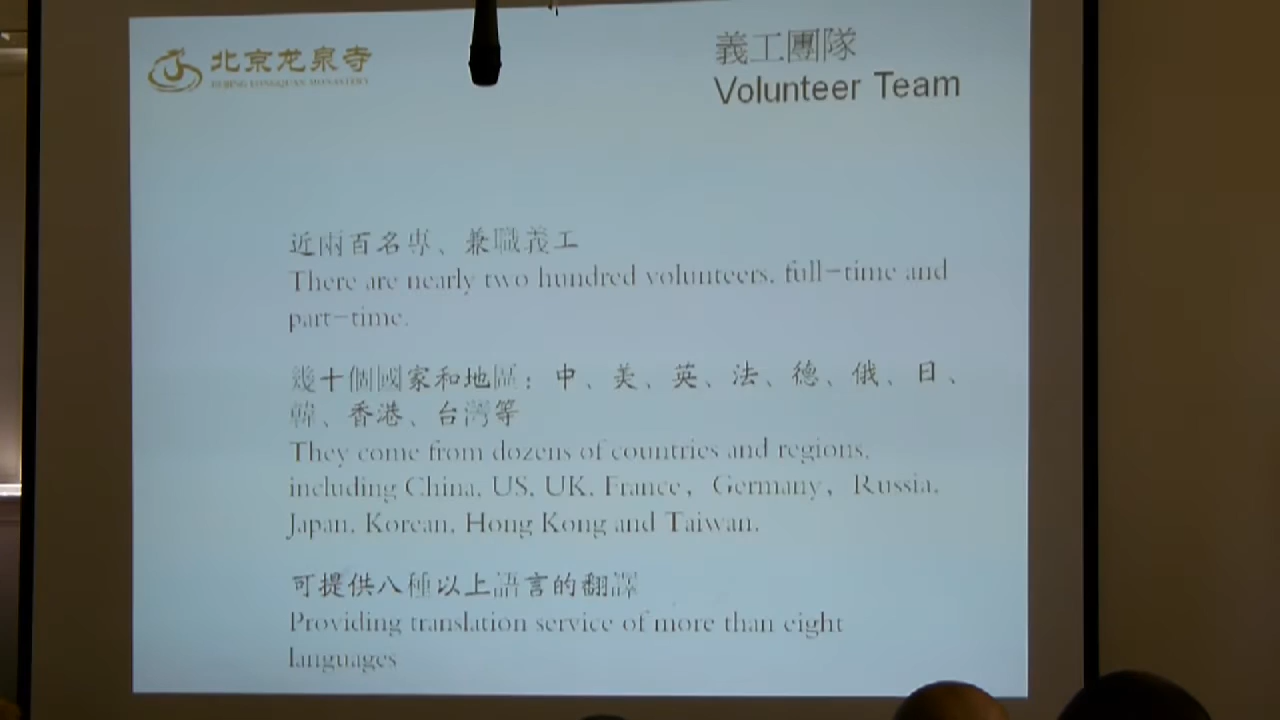 北京龙泉寺
BEIJING LONGQUAN MONASTERY
義工團隊
Volunteer Team
近兩百名專、兼職義工
There are nearly two hundred volunteers, full-time and
part-time.
幾十個國家和地區：中、美、英、法、德、俄、日、
韓、香港、台灣等
They come from dozens of countries and regions,
including China, US, UK, France, Germany, Russia,
Japan, Korean, Hong Kong and Taiwan.
可提供八種以上語言的翻譯
Providing translation service of more than eight
languages